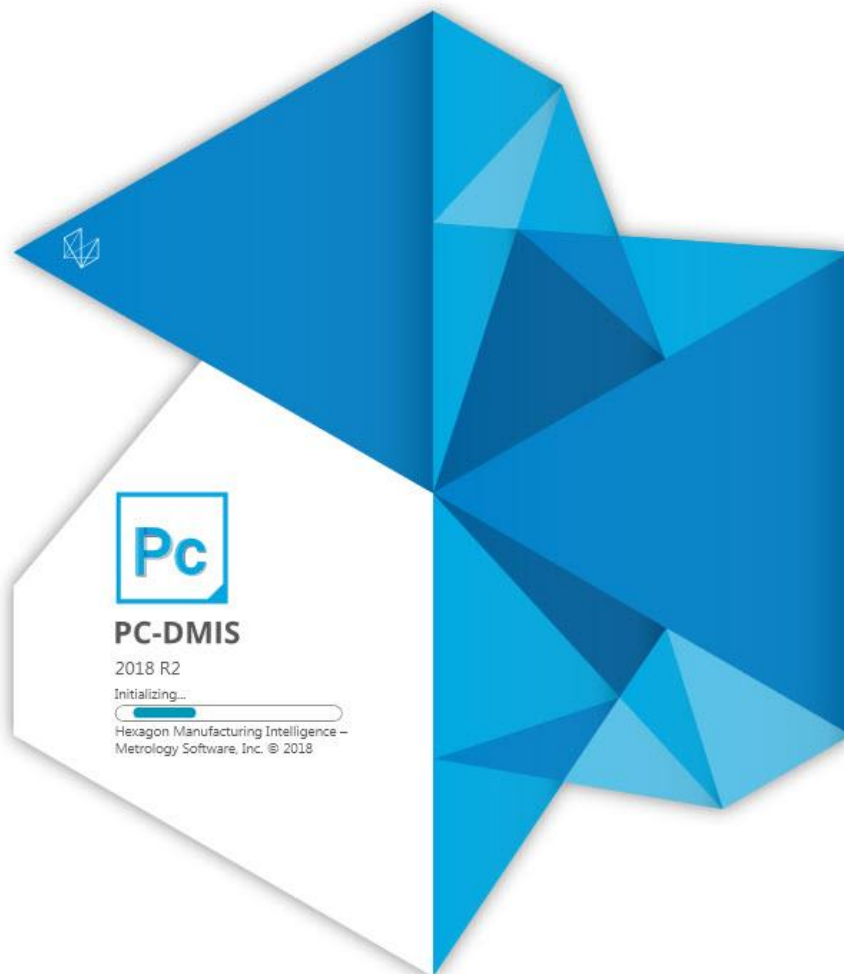 Pc
PC-DMIS
2018 R2
Initializing...
Hexagon Manufacturing Intelligence –
Metrology Software, Inc. © 2018